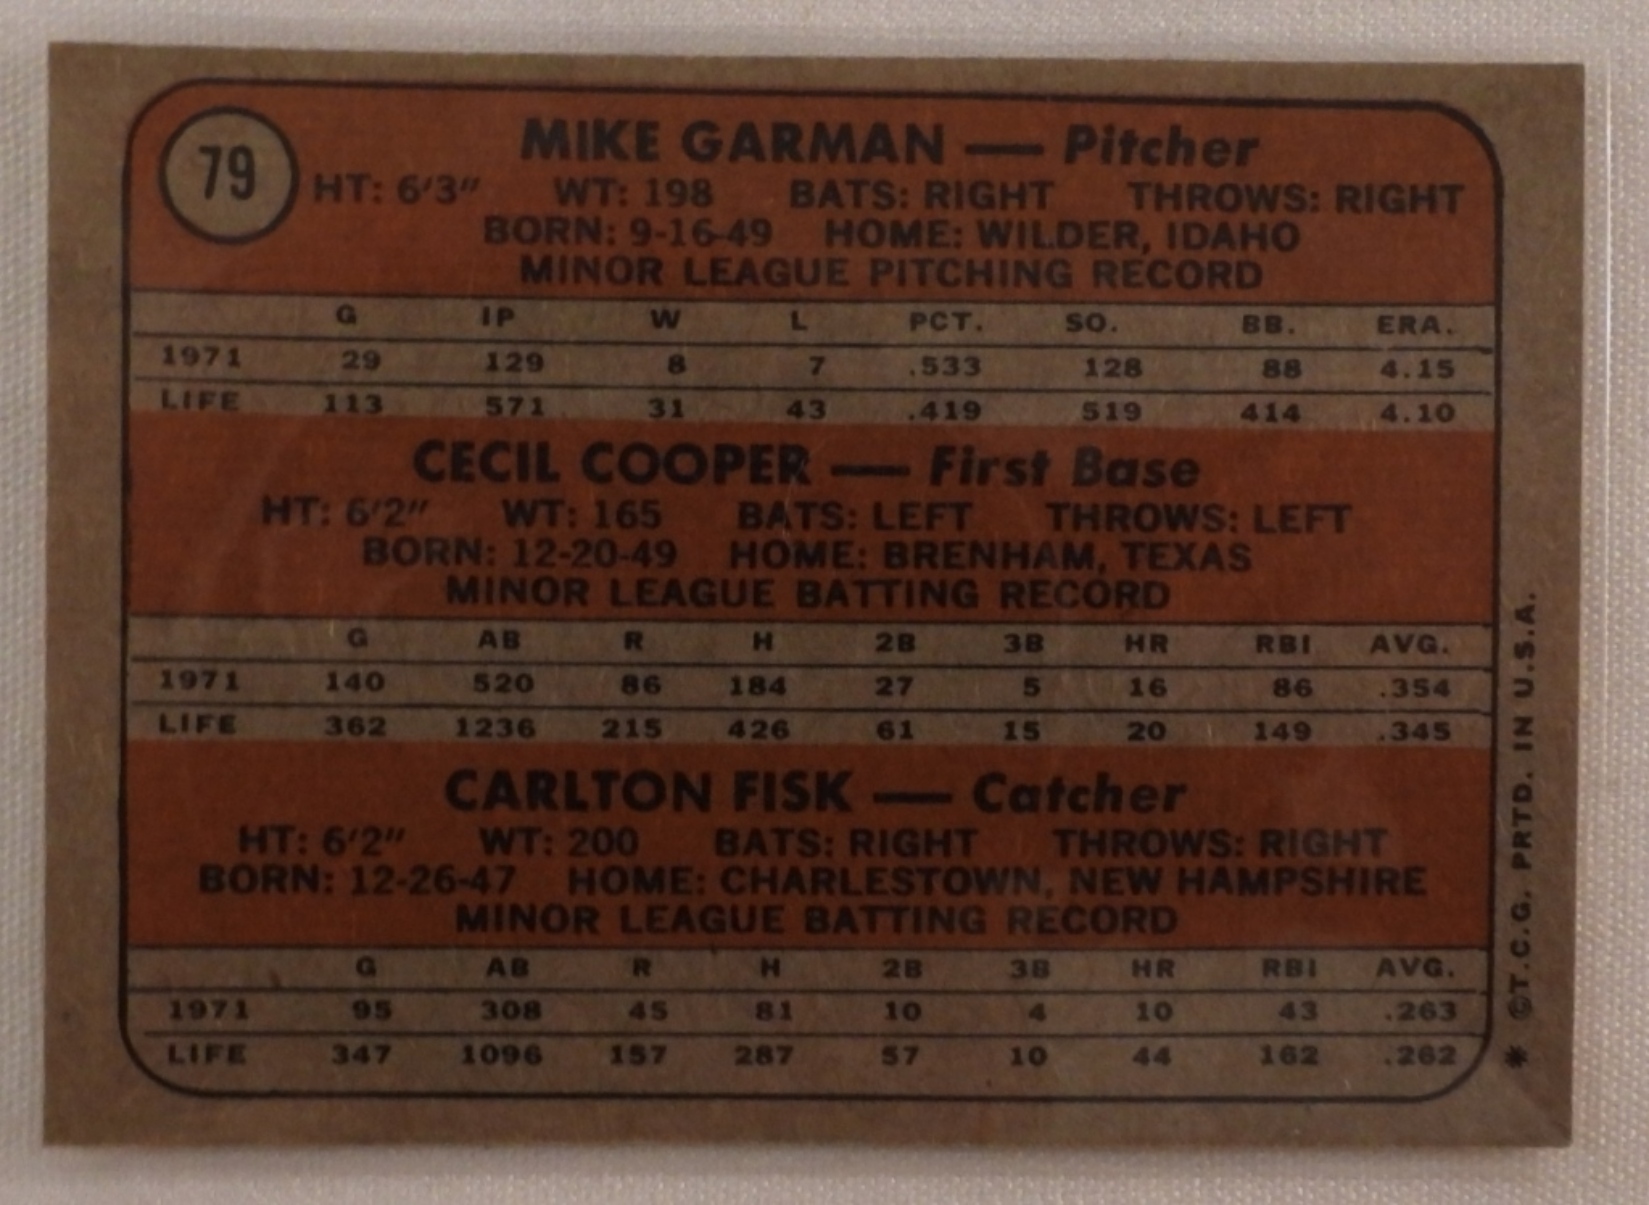 79
MIKE GARMAN — Pitcher
HT: 6'3" WT: 198 BATS: RIGHT THROWS: RIGHT
BORN: 9-16-49 HOME: WILDER, IDAHO
MINOR LEAGUE PITCHING RECORD
G IP W L PCT. SO. BB. ERA.
1971 29 129 8 7 .533 128 88 4.15
LIFE 113 571 31 43 .419 519 414 4.10
CECIL COOPER — First Base
HT: 6'2" WT: 165 BATS: LEFT THROWS: LEFT
BORN: 12-20-49 HOME: BRENHAM, TEXAS
MINOR LEAGUE BATTING RECORD
G AB R H 2B 3B HR RBI AVG.
1971 140 520 86 184 27 5 16 86 .354
LIFE 362 1236 215 426 61 15 20 149 .345
CARLTON FISK — Catcher
HT: 6'2" WT: 200 BATS: RIGHT THROWS: RIGHT
BORN: 12-26-47 HOME: CHARLESTOWN, NEW HAMPSHIRE
MINOR LEAGUE BATTING RECORD
G AB R H 2B 3B HR RBI AVG.
1971 95 308 45 81 10 4 10 43 .263
LIFE 347 1096 157 287 57 10 44 162 .262
* ©T.C.G. PRTD. IN U.S.A.